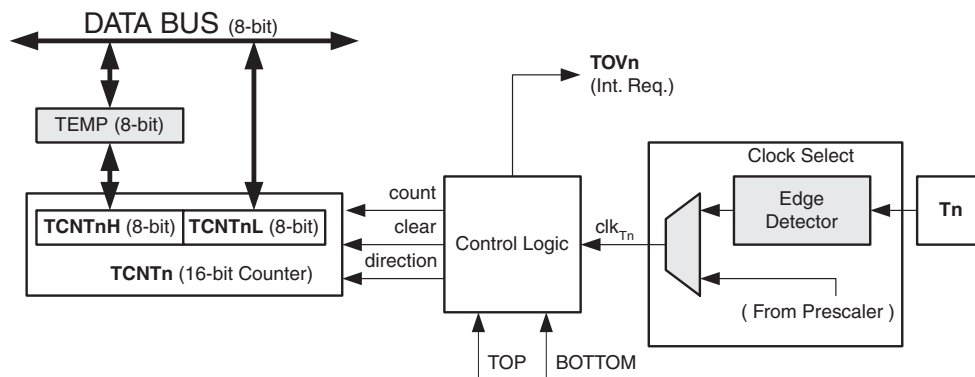 DATA BUS (8-bit)
TOVn
(Int. Req.)
TEMP (8-bit)
Clock Select
count
TCNTnH (8-bit) TCNTnL (8-bit)
clear
Control Logic
clkTn
Edge
Detector
Tn
TCNTn (16-bit Counter)
direction
( From Prescaler )
TOP
BOTTOM